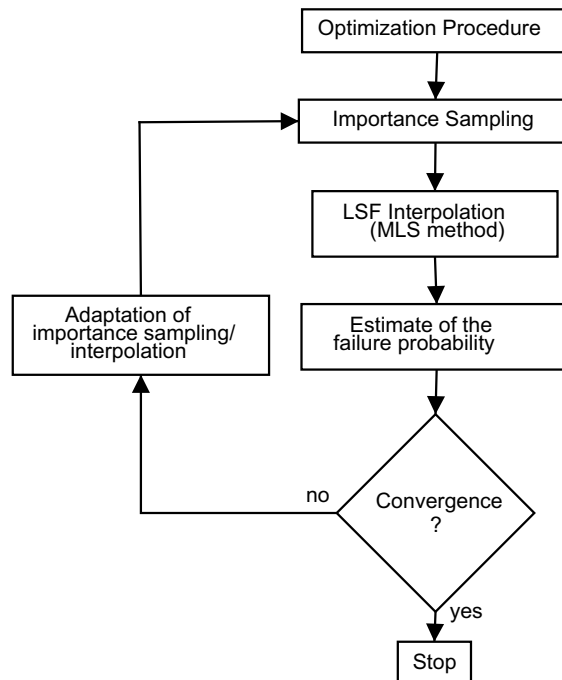 Optimization Procedure
Importance Sampling
LSF Interpolation
(MLS method)
Estimate of the
failure probability
Adaptation of
importance sampling/
interpolation
Convergence
?
no
yes
Stop